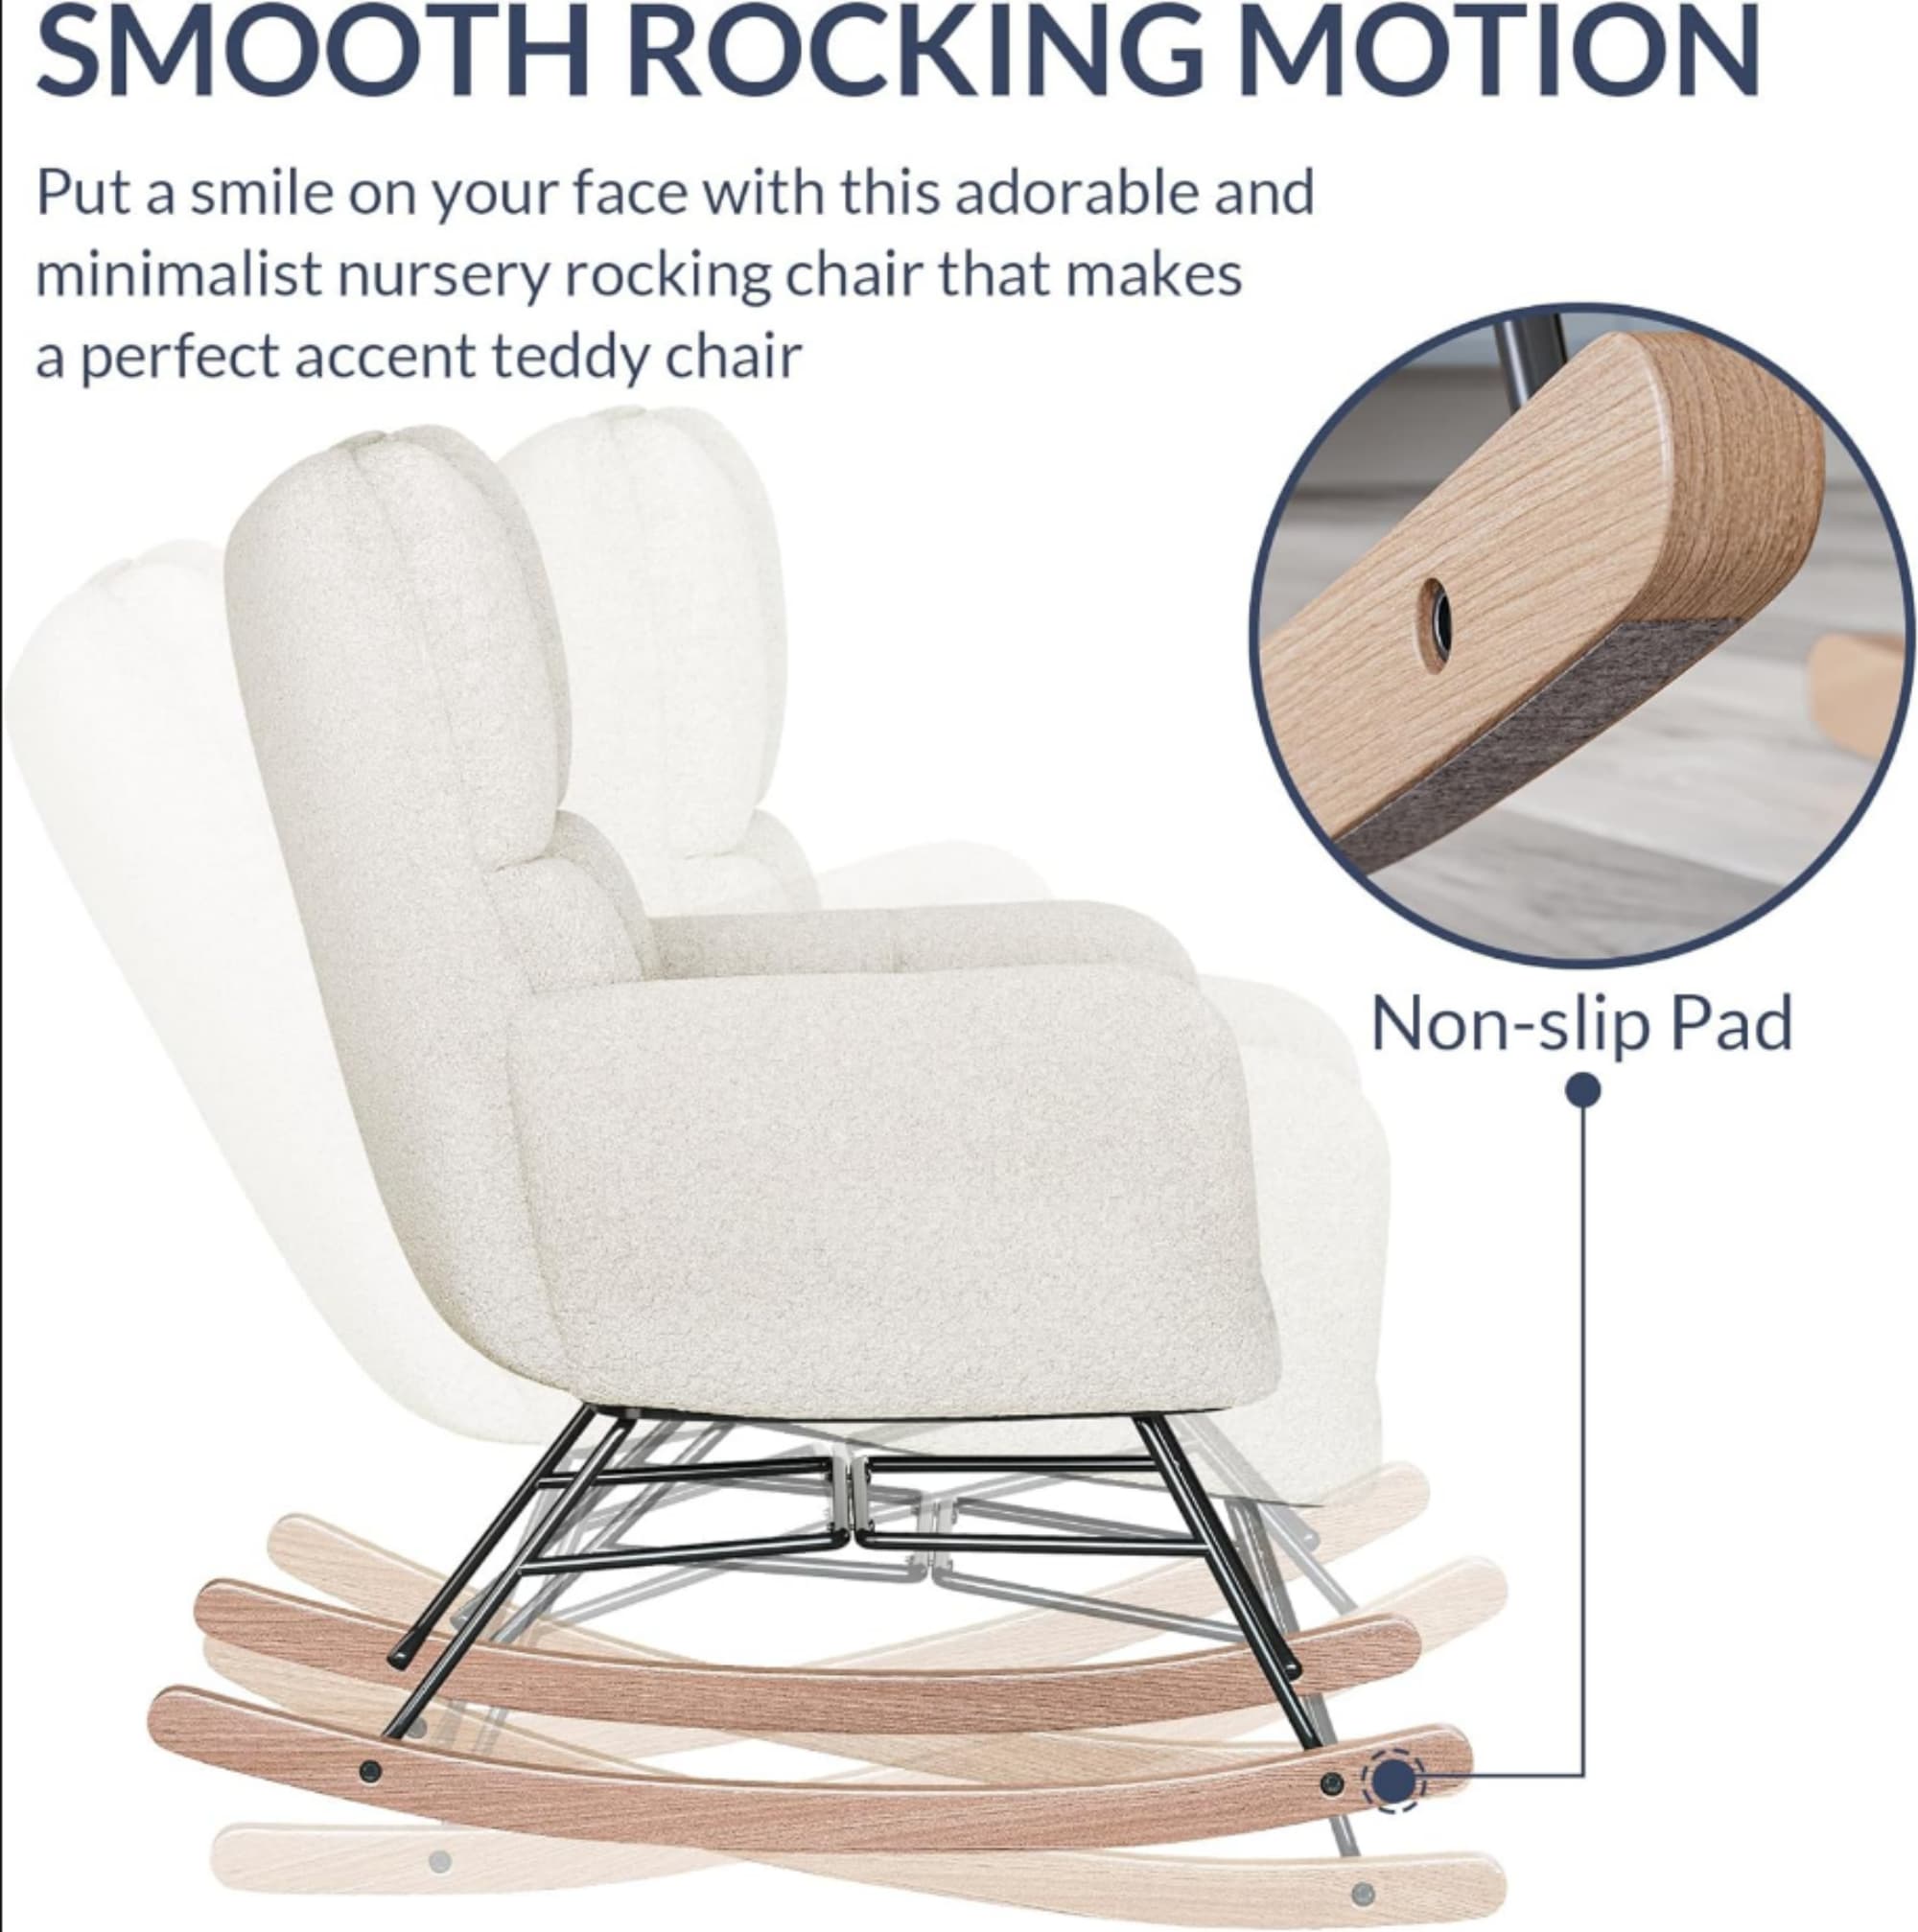 SMOOTH ROCKING MOTION
Put a smile on your face with this adorable and
minimalist nursery rocking chair that makes
a perfect accent teddy chair
Non-slip Pad